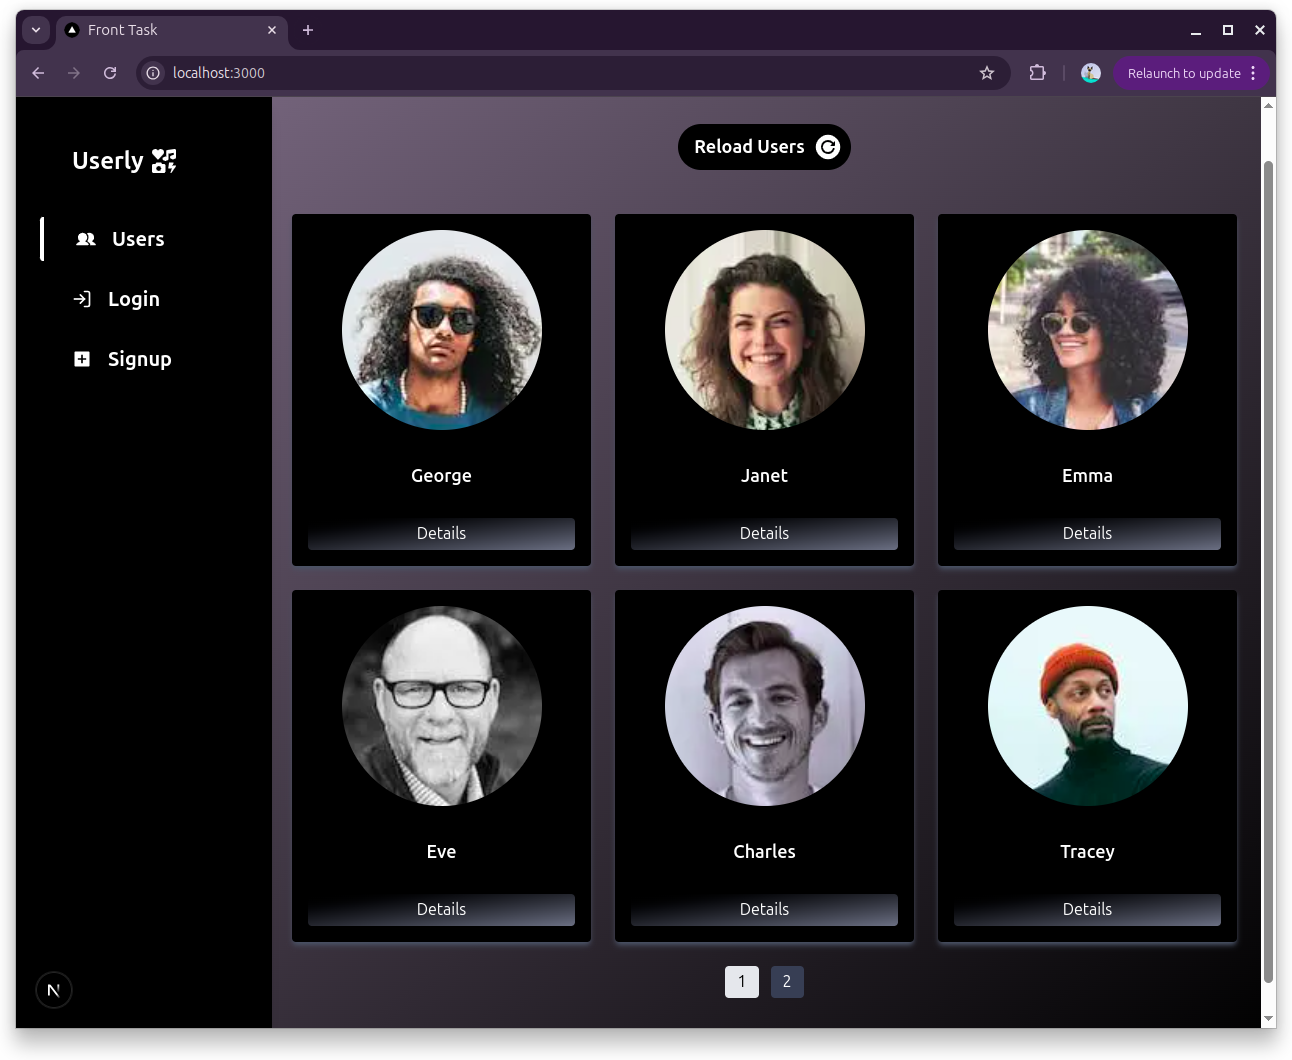 Front Task
localhost:3000
Relaunch to update
Userly
Reload Users
Users
Login
Signup
George
Janet
Emma
Details
Details
Details
Eve
Charles
Tracey
Details
Details
Details
1
2
N